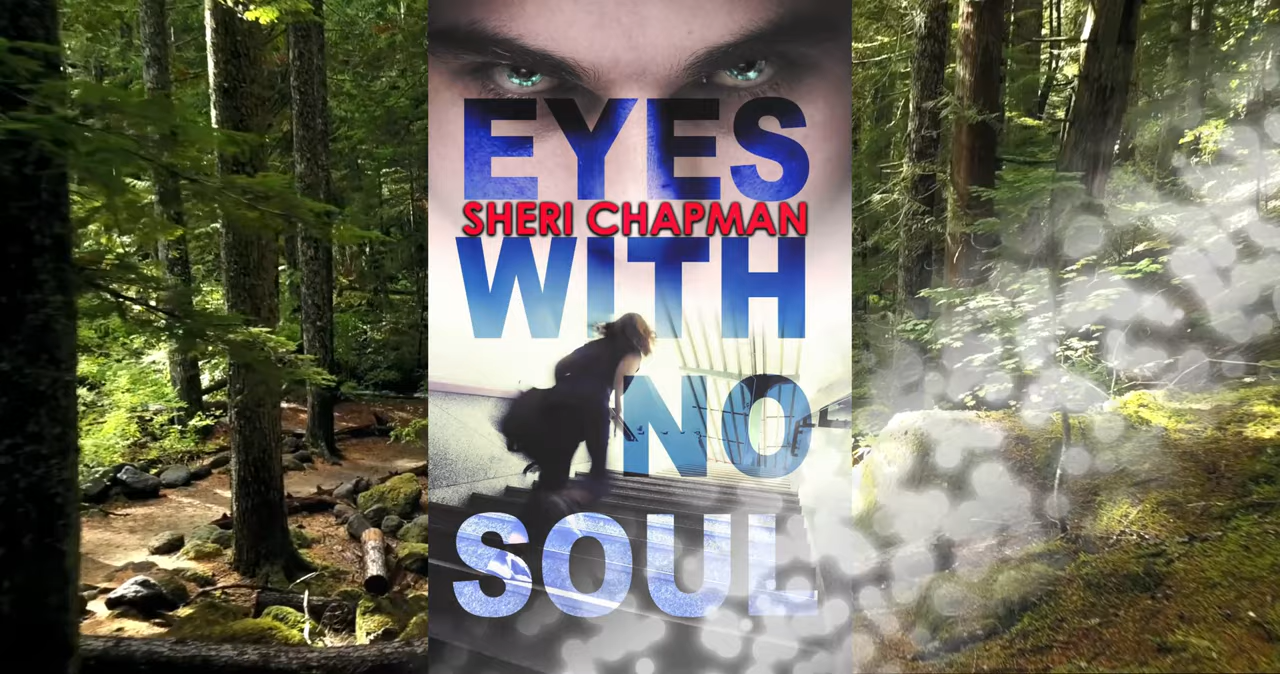 EYES
SHERI CHAPMAN
WITH
NO
SOUL